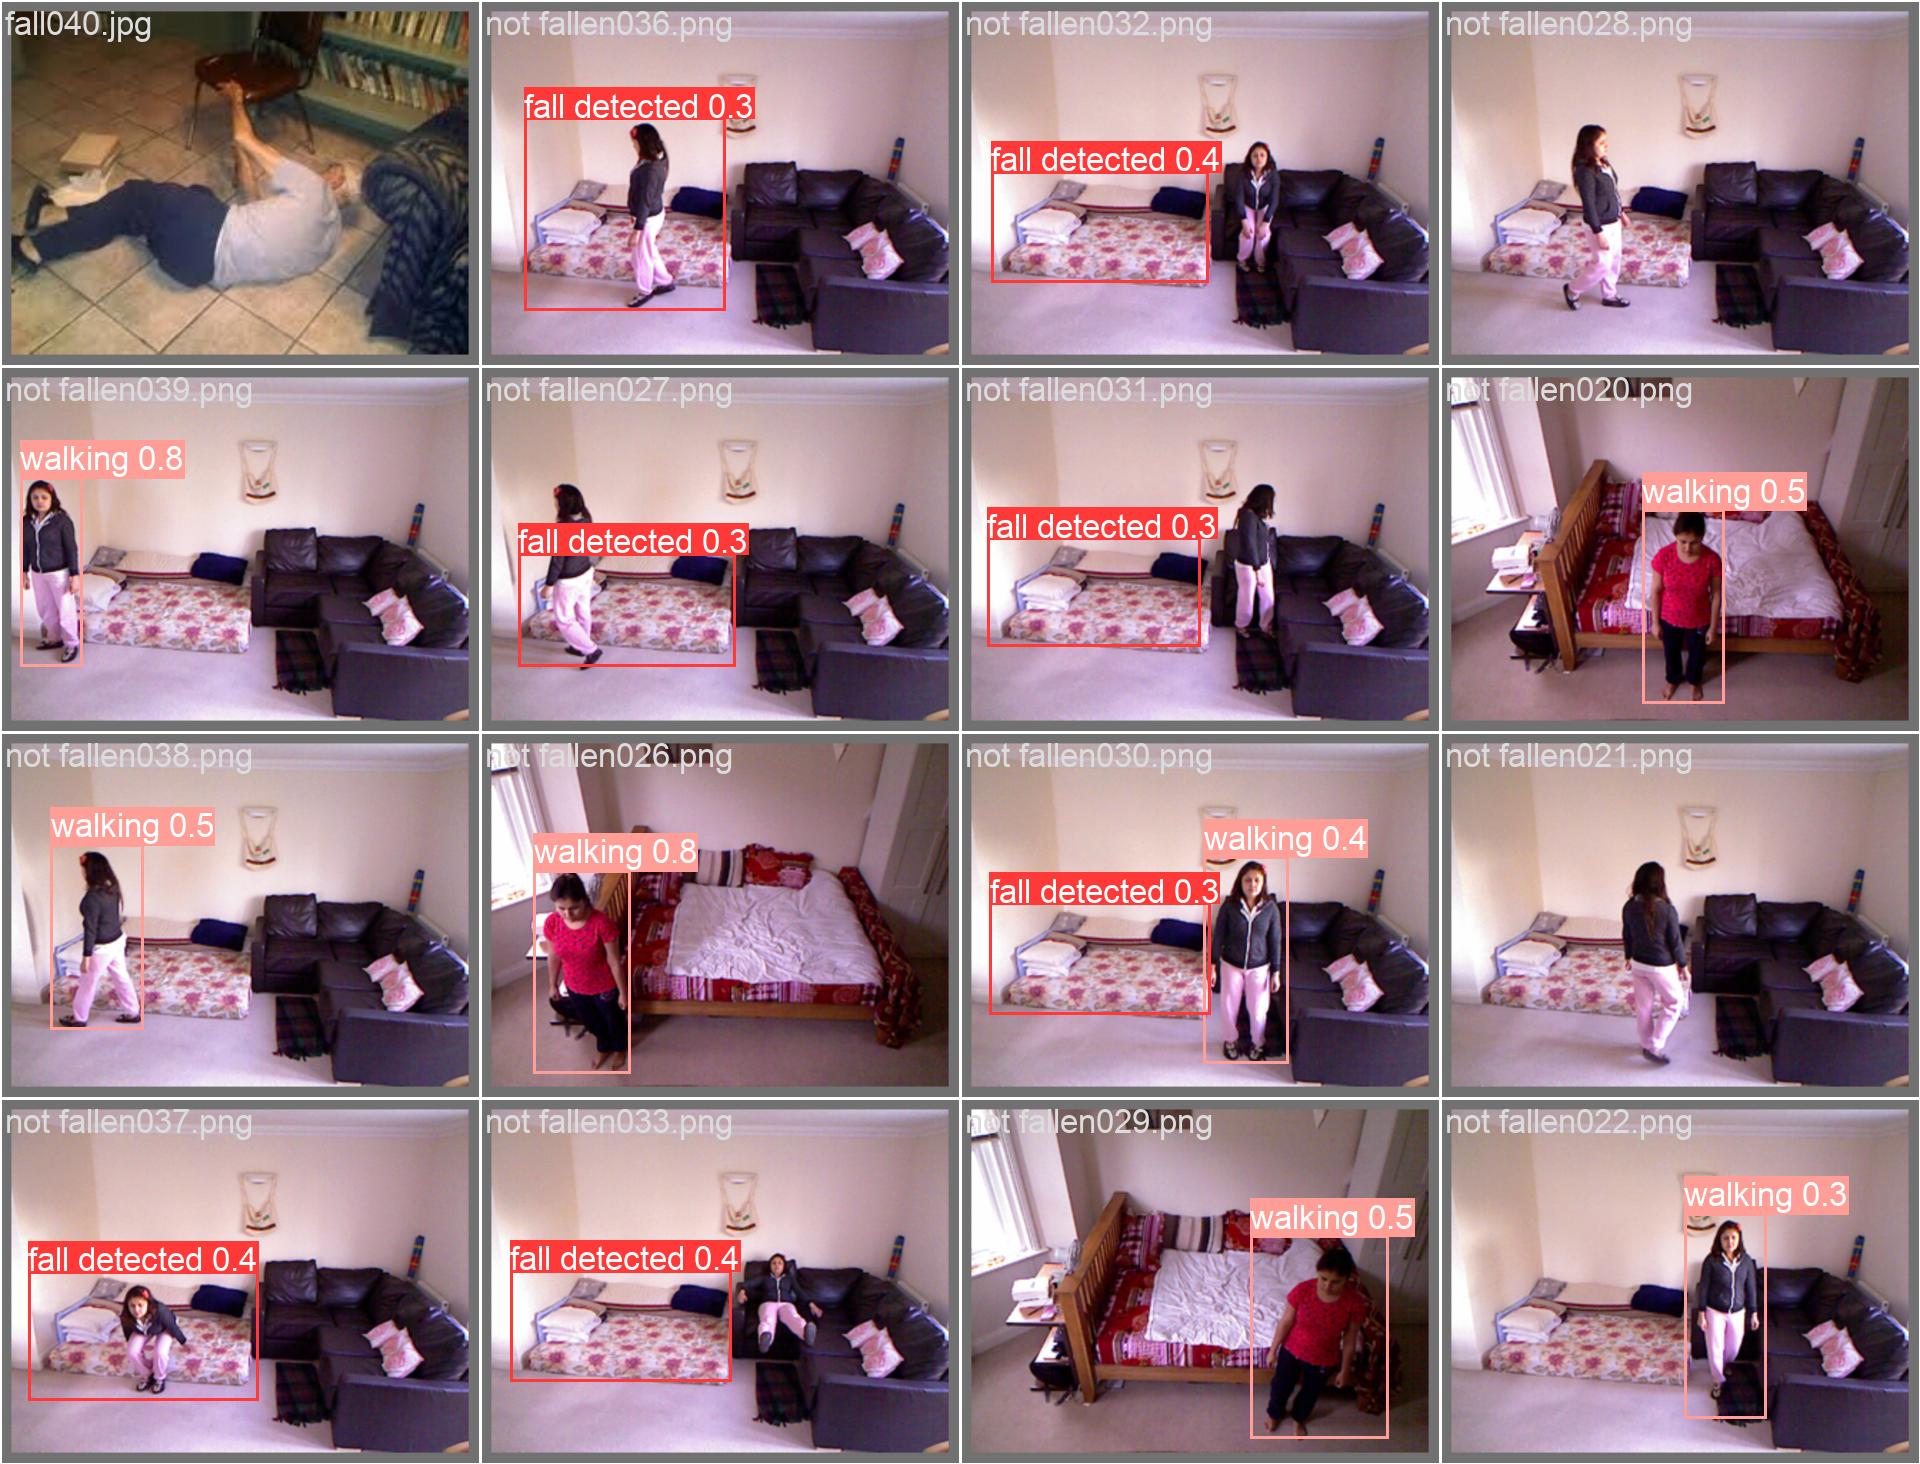 fall040.jpg
not fallen036.png
fall detected 0.3
not fallen032.png
fall detected 0.4
not fallen028.png
not fallen039.png
walking 0.8
not fallen027.png
fall detected 0.3
not fallen031.png
fall detected 0.3
not fallen020.png
walking 0.5
not fallen038.png
walking 0.5
not fallen026.png
walking 0.8
not fallen030.png
walking 0.4
fall detected 0.3
not fallen021.png
not fallen037.png
fall detected 0.4
not fallen033.png
fall detected 0.4
not fallen029.png
walking 0.5
not fallen022.png
walking 0.3